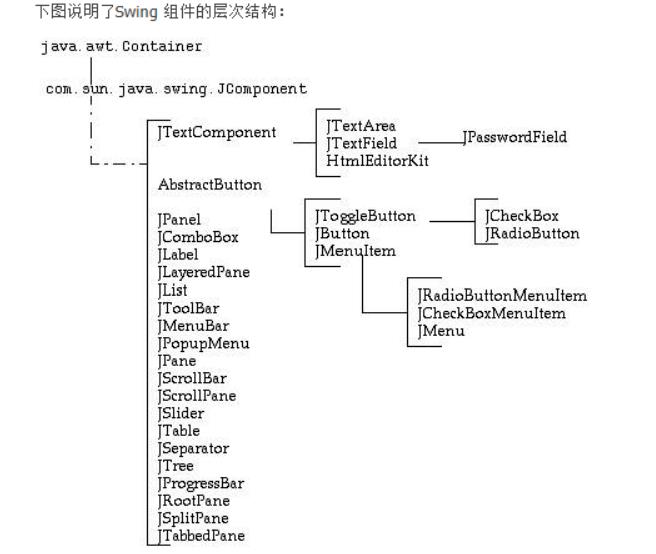 下图说明了Swing 组件的层次结构：
java.awt.Container
com.sun.java.swing.JComponent
JTextComponent
JTextArea
JTextField
HtmlEditorKit
JPasswordField
AbstractButton
JToggleButton
JButton
JMenuItem
JCheckBox
JRadioButton
JRadioButtonMenuItem
JCheckBoxMenuItem
JMenu
JPanel
JComboBox
JLabel
JLayeredPane
JList
JToolBar
JMenuBar
JPopupMenu
JPane
JScrollBar
JScrollPane
JSlider
JTable
JSeparator
JTree
JProgressBar
JRootPane
JSplitPane
JTabbedPane